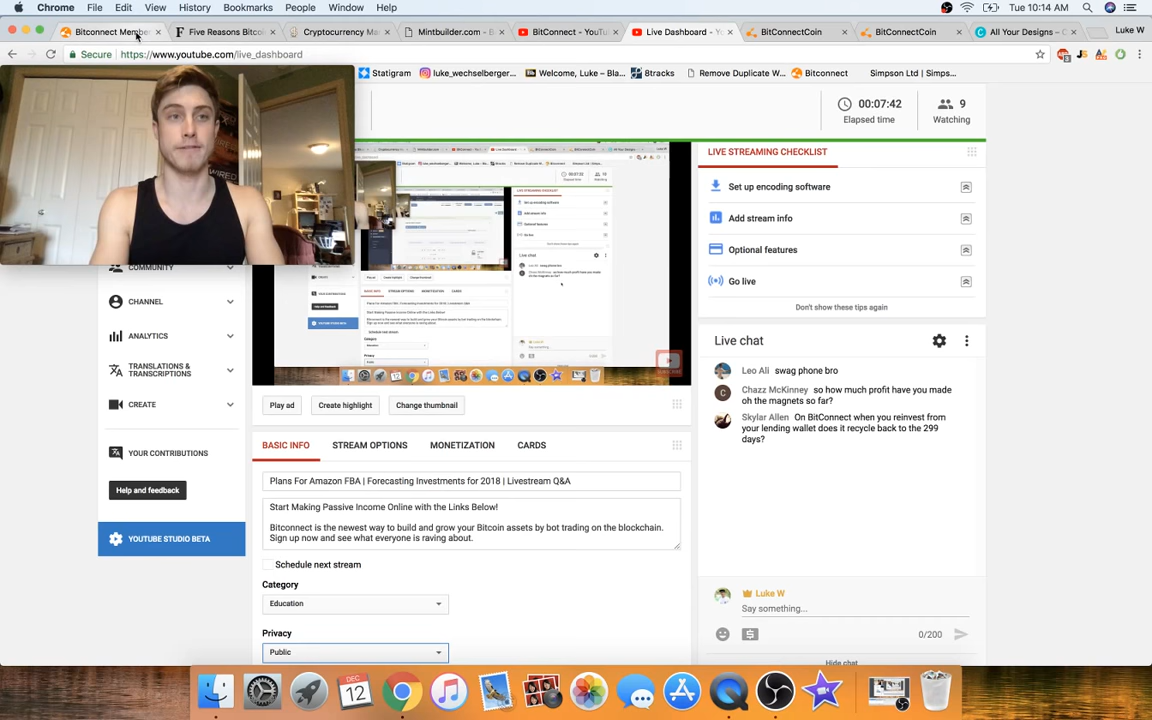 Chrome File Edit View History Bookmarks People Window Help Tue 10:14 AM Luke W
Bitconnect Memb Five Reasons Bitco Cryptocurrency Ma Mintbuilder.com - B BitConnect - YouTu Live Dashboard - Y BitConnectCoin BitConnectCoin All Your Designs – C Luke W
Secure https://www.youtube.com/live_dashboard
Statigram luke_wechselberger... Welcome, Luke – Bla... Btracks Remove Duplicate W... Bitconnect Simpson Ltd | Simps...
00:07:42
Elapsed time
9
Watching
LIVE STREAMING CHECKLIST
Set up encoding software
Add stream info
Optional features
Go live
Don't show these tips again
COMMUNITY
CHANNEL
ANALYTICS
TRANSLATIONS &
TRANSCRIPTIONS
CREATE
YOUR CONTRIBUTIONS
Help and feedback
YOUTUBE STUDIO BETA
Play ad Create highlight Change thumbnail
BASIC INFO STREAM OPTIONS MONETIZATION CARDS
Plans For Amazon FBA | Forecasting Investments for 2018 | Livestream Q&A
Start Making Passive Income Online with the Links Below!
Bitconnect is the newest way to build and grow your Bitcoin assets by bot trading on the blockchain.
Sign up now and see what everyone is raving about.
Schedule next stream
Category
Education
Privacy
Public
Live chat
Leo Ali swag phone bro
Chazz McKinney so how much profit have you made
oh the magnets so far?
Skylar Allen On BitConnect when you reinvest from
your lending wallet does it recycle back to the 299
days?
Luke W
Say something...
0/200
Hide chat
DEC
12